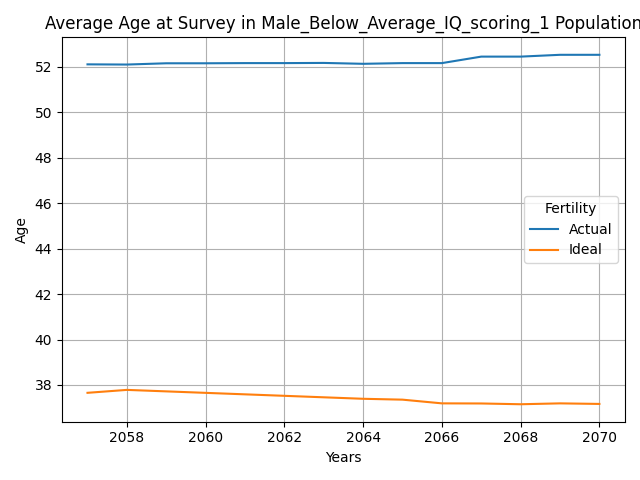 Average Age at Survey in Male_Below_Average_IQ_scoring_1 Population
Age
52
50
48
46
44
42
40
38
Fertility
Actual
Ideal
2058 2060 2062 2064 2066 2068 2070
Years